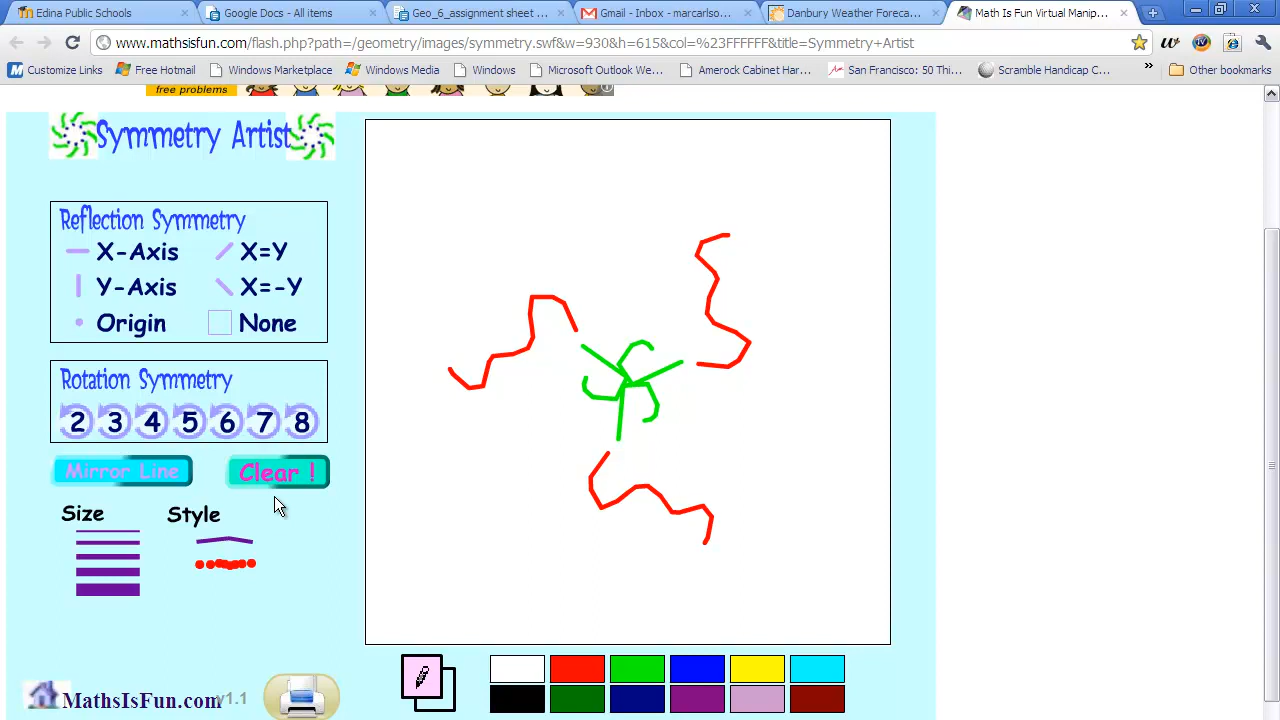 Edina Public Schools
Google Docs - All items
Geo_6_assignment sheet ...
Gmail - Inbox - marcarlso...
Danbury Weather Foreca...
Math Is Fun Virtual Manip...
www.mathsisfun.com/flash.php?path=/geometry/images/symmetry.swf&w=930&h=615&col=%23FFFFFF&title=Symmetry+Artist
Customize Links
Free Hotmail
Windows Marketplace
Windows Media
Windows
Microsoft Outlook We...
Amerock Cabinet Har...
San Francisco: 50 Thi...
Scramble Handicap C...
»
Other bookmarks
free problems
Symmetry Artist
Reflection Symmetry
X-Axis
X=Y
Y-Axis
X=-Y
Origin
None
Rotation Symmetry
2 3 4 5 6 7 8
Mirror Line
Clear !
Size
Style
MathsIsFun.com
v1.1